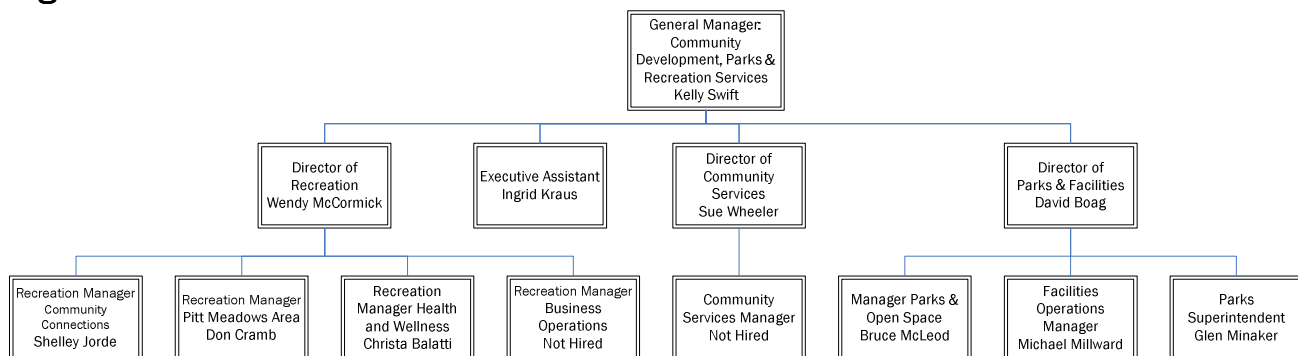 General Manager:
Community
Development, Parks &
Recreation Services
Kelly Swift
Director of
Recreation
Wendy McCormick
Executive Assistant
Ingrid Kraus
Director of
Community
Services
Sue Wheeler
Director of
Parks & Facilities
David Boag
Recreation Manager
Community
Connections
Shelley Jorde
Recreation Manager
Pitt Meadows Area
Don Cramb
Recreation
Manager Health
and Wellness
Christa Balatti
Recreation Manager
Business
Operations
Not Hired
Community
Services Manager
Not Hired
Manager Parks &
Open Space
Bruce McLeod
Facilities
Operations
Manager
Michael Millward
Parks
Superintendent
Glen Minaker